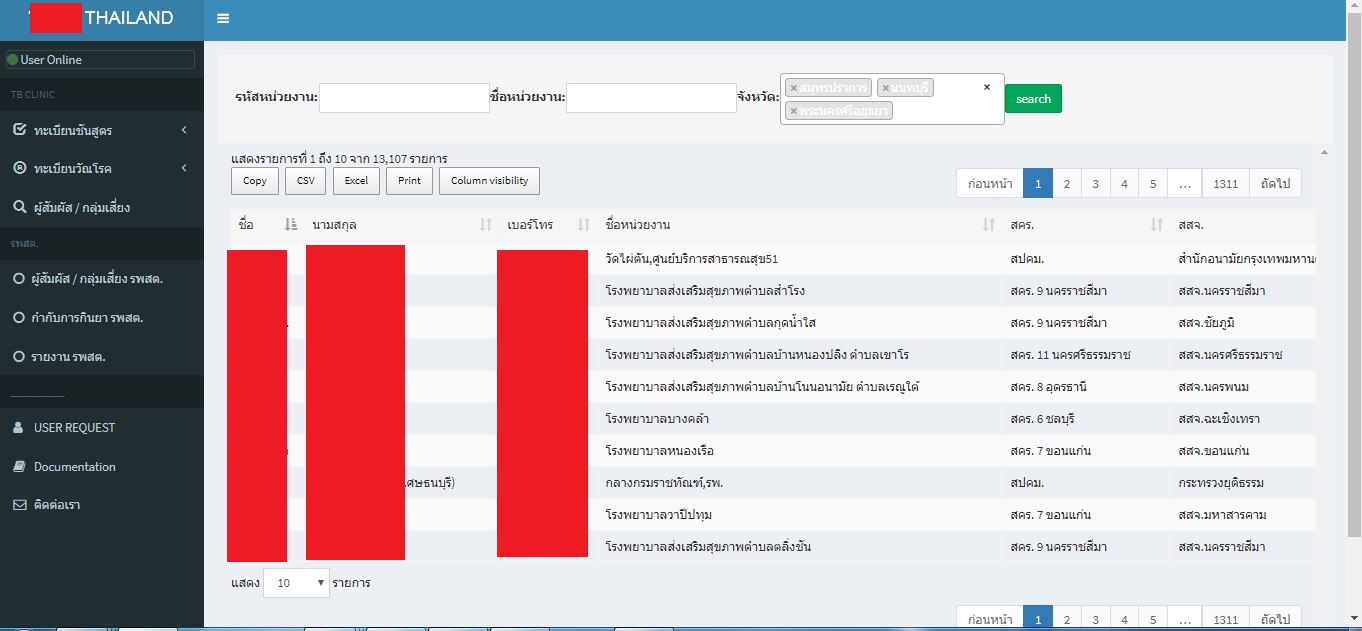 THAILAND
User Online
TB CLINIC
ทะเบียนชันสูตร
ทะเบียนวัณโรค
ผู้สัมผัส / กลุ่มเสี่ยง
รพสต.
ผู้สัมผัส / กลุ่มเสี่ยง รพสต.
กำกับการกินยา รพสต.
รายงาน รพสต.
USER REQUEST
Documentation
ติดต่อเรา
รหัสหน่วยงาน: ชื่อหน่วยงาน: จังหวัด: ×สมุทรปราการ ×นนทบุรี × search
×พระนครศรีอยุธยา
แสดงรายการที่ 1 ถึง 10 จาก 13,107 รายการ
Copy CSV Excel Print Column visibility
ก่อนหน้า 1 2 3 4 5 ... 1311 ถัดไป
ชื่อ นามสกุล เบอร์โทร ชื่อหน่วยงาน สคร. สสจ.
วัดไผ่ตัน,ศูนย์บริการสาธารณสุข51 สปคม. สำนักอนามัยกรุงเทพมหาน
โรงพยาบาลส่งเสริมสุขภาพตำบลสำโรง สคร. 9 นครราชสีมา สสจ.นครราชสีมา
โรงพยาบาลส่งเสริมสุขภาพตำบลกุดน้ำใส สคร. 9 นครราชสีมา สสจ.ชัยภูมิ
โรงพยาบาลส่งเสริมสุขภาพตำบลบ้านหนองปลิง ตำบลเขาโร สคร. 11 นครศรีธรรมราช สสจ.นครศรีธรรมราช
โรงพยาบาลส่งเสริมสุขภาพตำบลบ้านโนนอนามัย ตำบลเรณูใต้ สคร. 8 อุดรธานี สสจ.นครพนม
โรงพยาบาลบางคล้า สคร. 6 ชลบุรี สสจ.ฉะเชิงเทรา
โรงพยาบาลหนองเรือ สคร. 7 ขอนแก่น สสจ.ขอนแก่น
.ศษธนบุรี) กลางกรมราชทัณฑ์,รพ. สปคม. กระทรวงยุติธรรม
โรงพยาบาลวาปีปทุม สคร. 7 ขอนแก่น สสจ.มหาสารคาม
โรงพยาบาลส่งเสริมสุขภาพตำบลตลิ่งชัน สคร. 9 นครราชสีมา สสจ.นครราชสีมา
แสดง 10 รายการ
ก่อนหน้า 1 2 3 4 5 ... 1311 ถัดไป